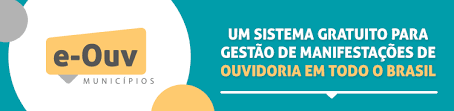 e-Ouv
MUNICÍPIOS
UM SISTEMA GRATUITO PARA
GESTÃO DE MANIFESTAÇÕES DE
OUVIDORIA EM TODO O BRASIL